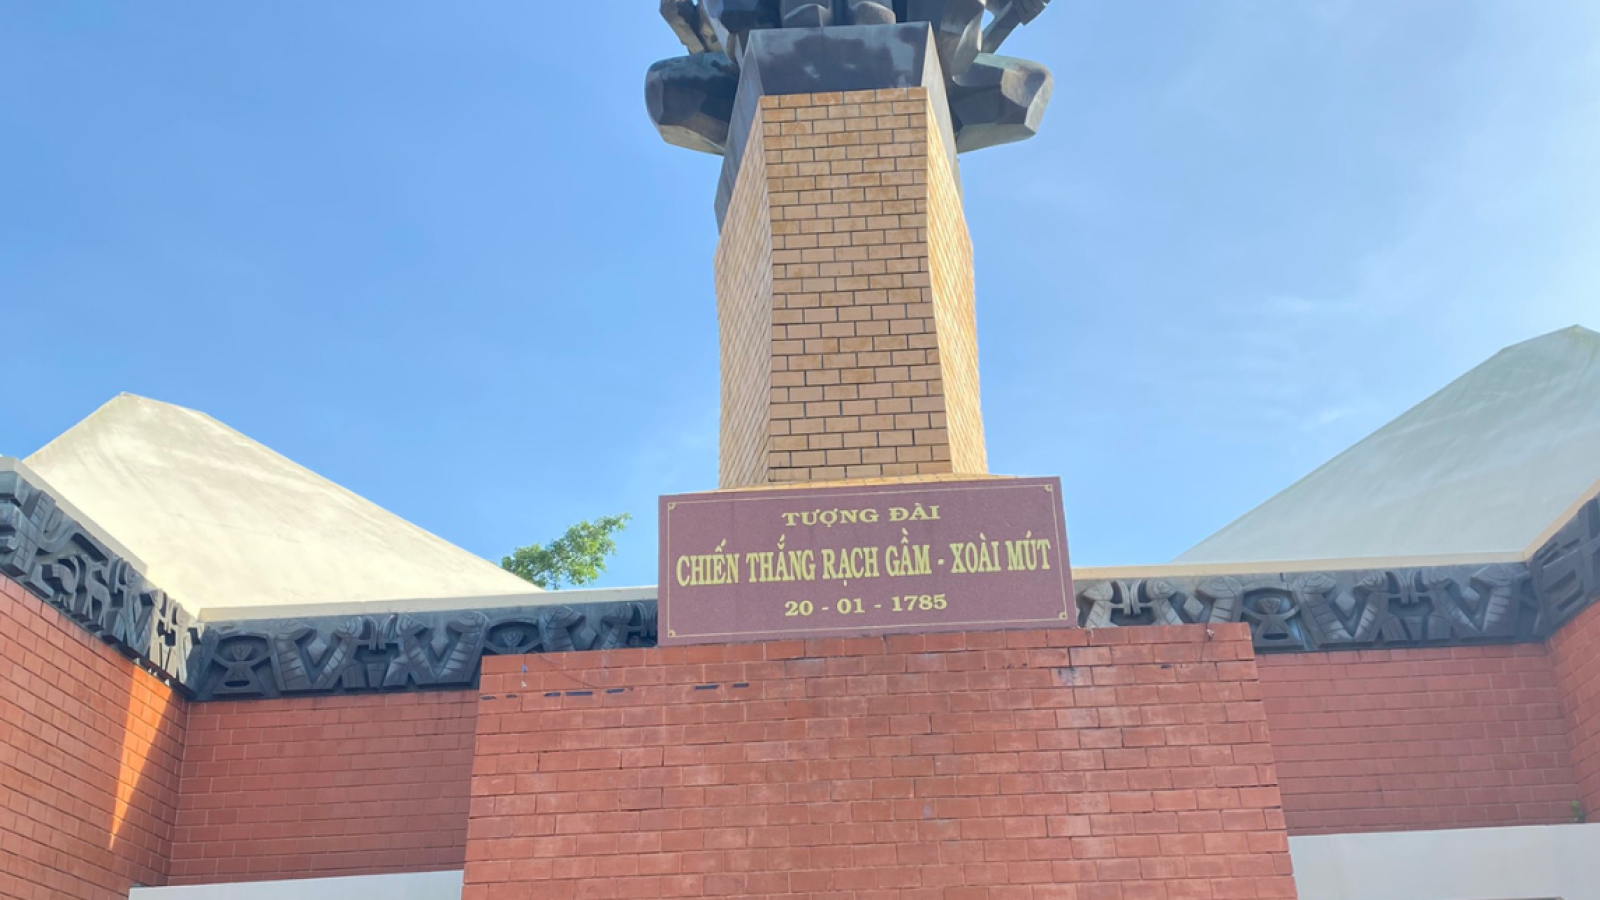 TƯỢNG ĐÀI
CHIẾN THẮNG RẠCH GẦM - XOÀI MÚT
20 - 01 - 1785